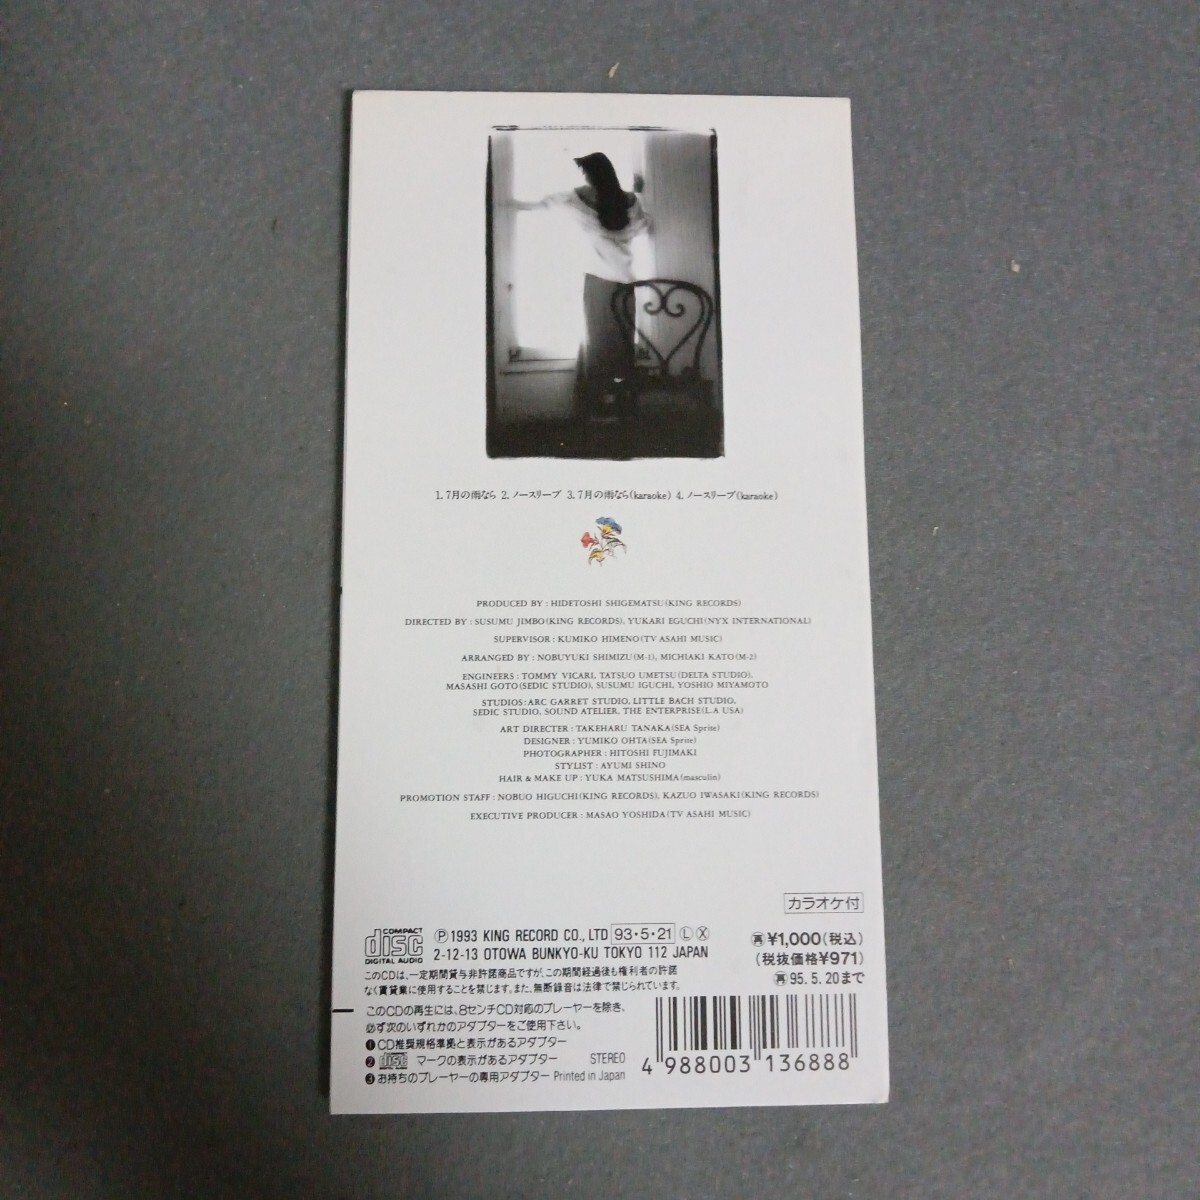 1. 7月の雨なら 2. ノースリーブ 3. 7月の雨なら(karaoke) 4. ノースリーブ(karaoke)
PRODUCED BY : HIDETOSHI SHIGEMATSU(KING RECORDS)
DIRECTED BY : SUSUMU JIMBO(KING RECORDS), YUKARI EGUCHI(NYX INTERNATIONAL)
SUPERVISOR : KUMIKO HIMENO(TV ASAHI MUSIC)
ARRANGED BY : NOBUYUKI SHIMIZU(M-1), MICHIAKI KATO(M-2)
ENGINEERS : TOMMY VICARI, TATSUO UMETSU(DELTA STUDIO),
MASASHI GOTO(SEDIC STUDIO), SUSUMU IGUCHI, YOSHIO MIYAMOTO
STUDIOS : ARC GARRET STUDIO, LITTLE BACH STUDIO,
SEDIC STUDIO, SOUND ATELIER, THE ENTERPRISE(L.A USA)
ART DIRECTER : TAKEHARU TANAKA(SEA Sprite)
DESIGNER : YUMIKO OHTA(SEA Sprite)
PHOTOGRAPHER : HITOSHI FUJIMAKI
STYLIST : AYUMI SHINO
HAIR & MAKE UP : YUKA MATSUSHIMA(masculin)
PROMOTION STAFF : NOBUO HIGUCHI(KING RECORDS), KAZUO IWASAKI(KING RECORDS)
EXECUTIVE PRODUCER : MASAO YOSHIDA(TV ASAHI MUSIC)
カラオケ付
COMPACT disc DIGITAL AUDIO
Ⓟ1993 KING RECORD CO., LTD 93・5・21 Ⓛ Ⓧ
2-12-13 OTOWA BUNKYO-KU TOKYO 112 JAPAN
再¥1,000(税込)
(税抜価格¥971)
再95.5.20まで
このCDは、一定期間貸与非許諾商品ですが、この期間経過後も権利者の許諾
なく賃貸業に使用することを禁じます。また、無断録音は法律で禁じられています。
このCDの再生には、8センチCD対応のプレーヤーを除き、
必ず次のいずれかのアダプターをご使用下さい。
❶CD推奨規格準拠と表示があるアダプター
❷ disc マークの表示があるアダプター STEREO
❸お持ちのプレーヤーの専用アダプター Printed in Japan
4 988003 136888